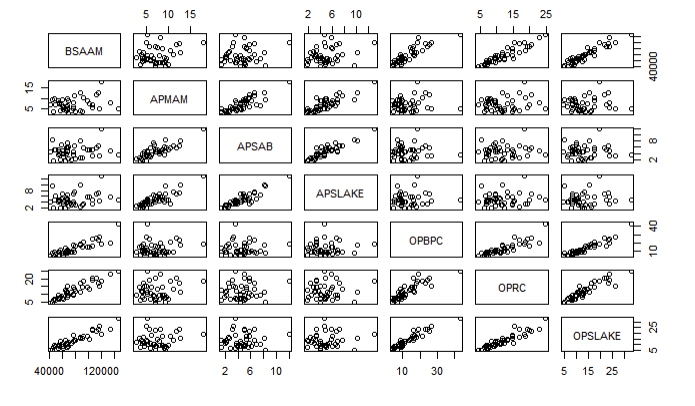 5 10 15
2 6 10
5 15 25
BSAAM
40000
5 15
APMAM
APSAB
2 8
2 8
APSLAKE
OPBPC
10 40
5 20
OPRC
OPSLAKE
5 25
40000 120000
2 6 10
10 30
5 15 25